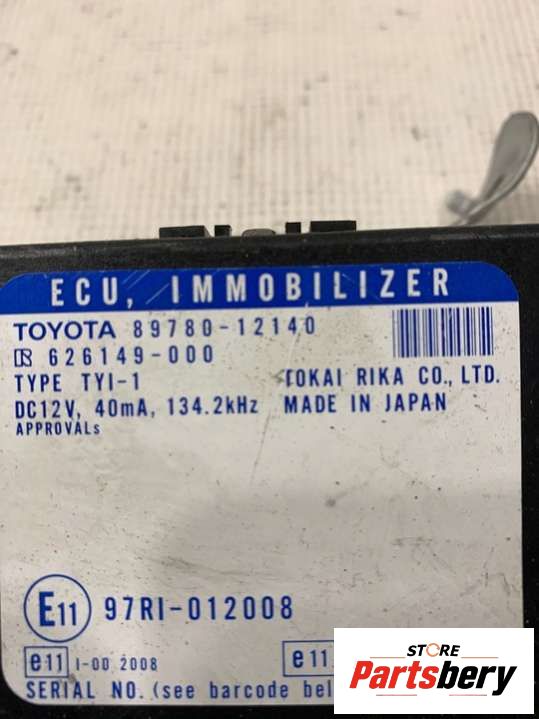 ECU, IMMOBILIZER
TOYOTA 89780-12140
626149-000
TYPE TYI-1 TOKAI RIKA CO., LTD.
DC12V, 40mA, 134.2kHz MADE IN JAPAN
APPROVALs
E11 97RI-012008
e11 I-00 2008 e11
SERIAL NO. (see barcode bel
STORE
Partsbery